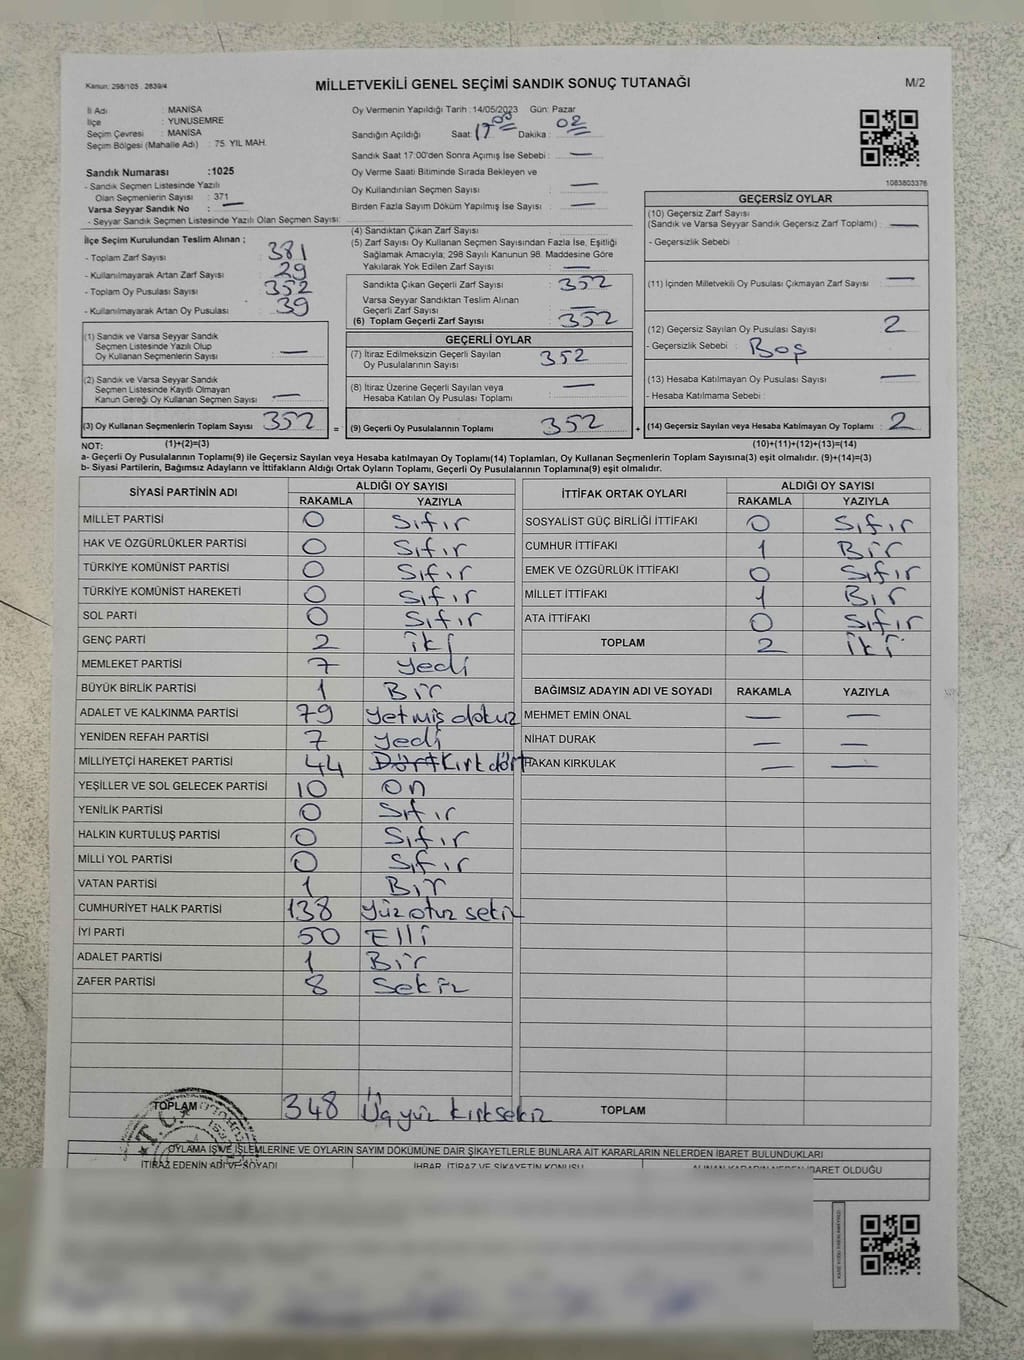 Kanun: 298/105 , 2839/4
MİLLETVEKİLİ GENEL SEÇİMİ SANDIK SONUÇ TUTANAĞI
M/2
İl Adı : MANİSA
İlçe : YUNUSEMRE
Seçim Çevresi : MANİSA
Seçim Bölgesi (Mahalle Adı) : 75. YIL MAH.
Sandık Numarası :1025
- Sandık Seçmen Listesinde Yazılı
Olan Seçmenlerin Sayısı : 371
Varsa Seyyar Sandık No : —
- Seyyar Sandık Seçmen Listesinde Yazılı Olan Seçmen Sayısı:
Oy Vermenin Yapıldığı Tarih :14/05/2023 Gün: Pazar
Sandığın Açıldığı Saat: 17 00 Dakika : 02
Sandık Saat 17:00'den Sonra Açımış İse Sebebi : —
Oy Verme Saati Bitiminde Sırada Bekleyen ve
Oy Kullandırılan Seçmen Sayısı : —
Birden Fazla Sayım Döküm Yapılmış İse Sayısı : —
1083803376
İlçe Seçim Kurulundan Teslim Alınan ;
- Toplam Zarf Sayısı : 381
- Kullanılmayarak Artan Zarf Sayısı : 29
- Toplam Oy Pusulası Sayısı : 352
- Kullanılmayarak Artan Oy Pusulası : 39
(1) Sandık ve Varsa Seyyar Sandık
Seçmen Listesinde Yazılı Olup
Oy Kullanan Seçmenlerin Sayısı : —
(2) Sandık ve Varsa Seyyar Sandık
Seçmen Listesinde Kayıtlı Olmayan
Kanun Gereği Oy Kullanan Seçmen Sayısı : —
(3) Oy Kullanan Seçmenlerin Toplam Sayısı 352 =
(4) Sandıktan Çıkan Zarf Sayısı :
(5) Zarf Sayısı Oy Kullanan Seçmen Sayısından Fazla İse, Eşitliği
Sağlamak Amacıyla; 298 Sayılı Kanunun 98. Maddesine Göre
Yakılarak Yok Edilen Zarf Sayısı : —
Sandıkta Çıkan Geçerli Zarf Sayısı : 352
Varsa Seyyar Sandıktan Teslim Alınan
Geçerli Zarf Sayısı : —
(6) Toplam Geçerli Zarf Sayısı : 352
GEÇERLİ OYLAR
(7) İtiraz Edilmeksizin Geçerli Sayılan
Oy Pusulalarının Sayısı : 352
(8) İtiraz Üzerine Geçerli Sayılan veya
Hesaba Katılan Oy Pusulası Toplamı : —
(9) Geçerli Oy Pusulalarının Toplamı 352 +
GEÇERSİZ OYLAR
(10) Geçersiz Zarf Sayısı
(Sandık ve Varsa Seyyar Sandık Geçersiz Zarf Toplamı) : —
- Geçersizlik Sebebi :
(11) İçinden Milletvekili Oy Pusulası Çıkmayan Zarf Sayısı : —
(12) Geçersiz Sayılan Oy Pusulası Sayısı : 2
- Geçersizlik Sebebi : Boş
(13) Hesaba Katılmayan Oy Pusulası Sayısı : —
- Hesaba Katılmama Sebebi :
(14) Geçersiz Sayılan veya Hesaba Katılmayan Oy Toplamı : 2
NOT: (1)+(2)=(3) (10)+(11)+(12)+(13)=(14)
a- Geçerli Oy Pusulalarının Toplamı(9) ile Geçersiz Sayılan veya Hesaba katılmayan Oy Toplamı(14) Toplamları, Oy Kullanan Seçmenlerin Toplam Sayısına(3) eşit olmalıdır. (9)+(14)=(3)
b- Siyasi Partilerin, Bağımsız Adayların ve İttifakların Aldığı Ortak Oyların Toplamı, Geçerli Oy Pusulalarının Toplamına(9) eşit olmalıdır.
SİYASİ PARTİNİN ADI ALDIĞI OY SAYISI
RAKAMLA YAZIYLA
MİLLET PARTİSİ 0 Sıfır
HAK VE ÖZGÜRLÜKLER PARTİSİ 0 Sıfır
TÜRKİYE KOMÜNİST PARTİSİ 0 Sıfır
TÜRKİYE KOMÜNİST HAREKETİ 0 Sıfır
SOL PARTİ 0 Sıfır
GENÇ PARTİ 2 iki
MEMLEKET PARTİSİ 7 yedi
BÜYÜK BİRLİK PARTİSİ 1 Bir
ADALET VE KALKINMA PARTİSİ 79 yetmiş dokuz
YENİDEN REFAH PARTİSİ 7 yedi
MİLLİYETÇİ HAREKET PARTİSİ 44 Dört Kırkdört
YEŞİLLER VE SOL GELECEK PARTİSİ 10 on
YENİLİK PARTİSİ 0 Sıfır
HALKIN KURTULUŞ PARTİSİ 0 Sıfır
MİLLİ YOL PARTİSİ 0 Sıfır
VATAN PARTİSİ 1 Bir
CUMHURİYET HALK PARTİSİ 138 yüz otuz sekiz
İYİ PARTİ 50 Elli
ADALET PARTİSİ 1 Bir
ZAFER PARTİSİ 8 Sekiz
TOPLAM 348 Üçyüz kırksekiz
İTTİFAK ORTAK OYLARI ALDIĞI OY SAYISI
RAKAMLA YAZIYLA
SOSYALİST GÜÇ BİRLİĞİ İTTİFAKI 0 Sıfır
CUMHUR İTTİFAKI 1 Bir
EMEK VE ÖZGÜRLÜK İTTİFAKI 0 Sıfır
MİLLET İTTİFAKI 1 Bir
ATA İTTİFAKI 0 Sıfır
TOPLAM 2 iki
BAĞIMSIZ ADAYIN ADI VE SOYADI RAKAMLA YAZIYLA
MEHMET EMİN ÖNAL — —
NİHAT DURAK — —
HAKAN KIRKULAK — —
TOPLAM
T.C.
OYLAMA İŞ VE İŞLEMLERİNE VE OYLARIN SAYIM DÖKÜMÜNE DAİR ŞİKAYETLERLE BUNLARA AİT KARARLARIN NELERDEN İBARET BULUNDUKLARI
İTİRAZ EDENİN ADI VE SOYADI İHBAR, İTİRAZ VE ŞİKAYETİN KONUSU ALINAN KARARIN NEDEN İBARET OLDUĞU